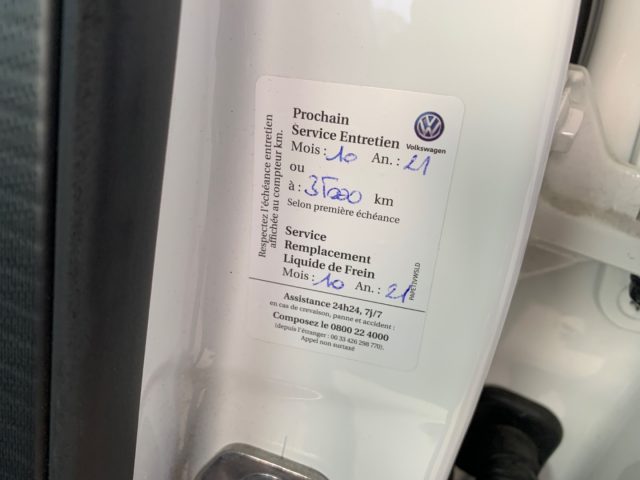 Prochain
Service Entretien
Mois : 10 An. : 21
ou
à : 35000 km
Selon première échéance
Service
Remplacement
Liquide de Frein
Mois : 10 An. : 21
Respectez l'échéance entretien
affichée au compteur km.
Volkswagen
Assistance 24h24, 7j/7
en cas de crevaison, panne et accident :
Composez le 0800 22 4000
(depuis l'étranger : 00 33 426 298 770).
Appel non surtaxé